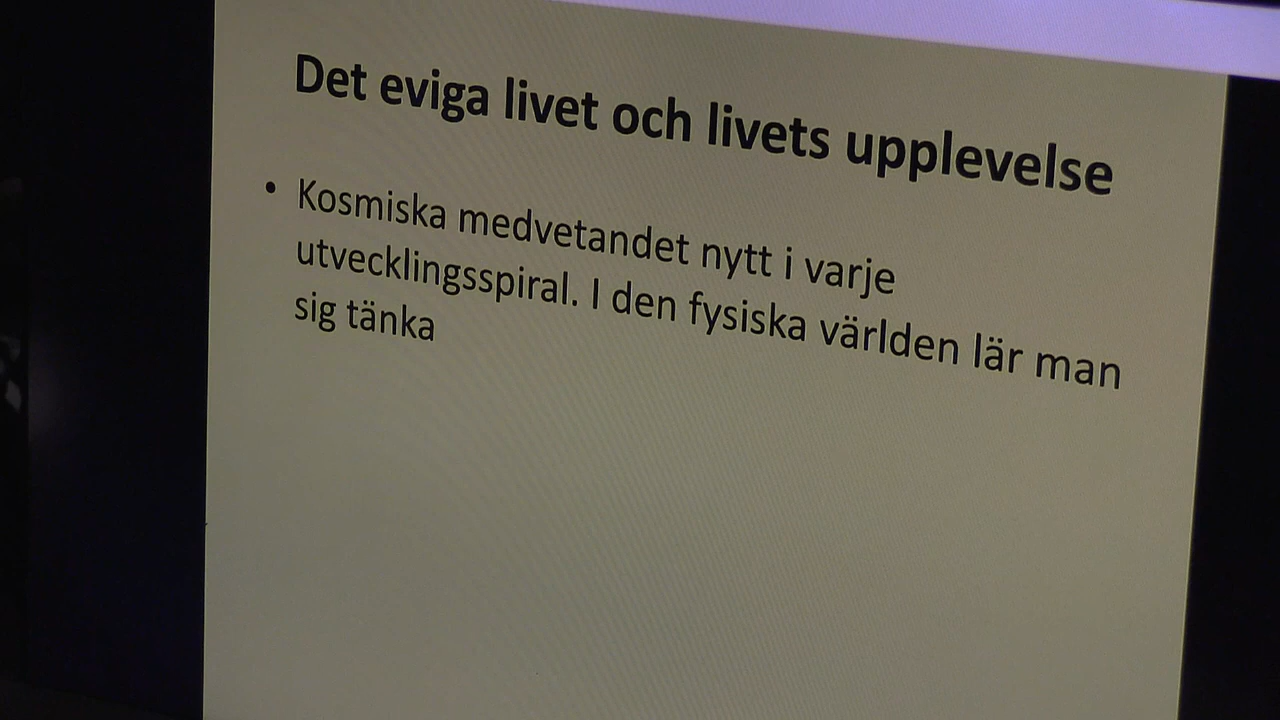 Det eviga livet och livets upplevelse
• Kosmiska medvetandet nytt i varje
utvecklingsspiral. I den fysiska världen lär man
sig tänka